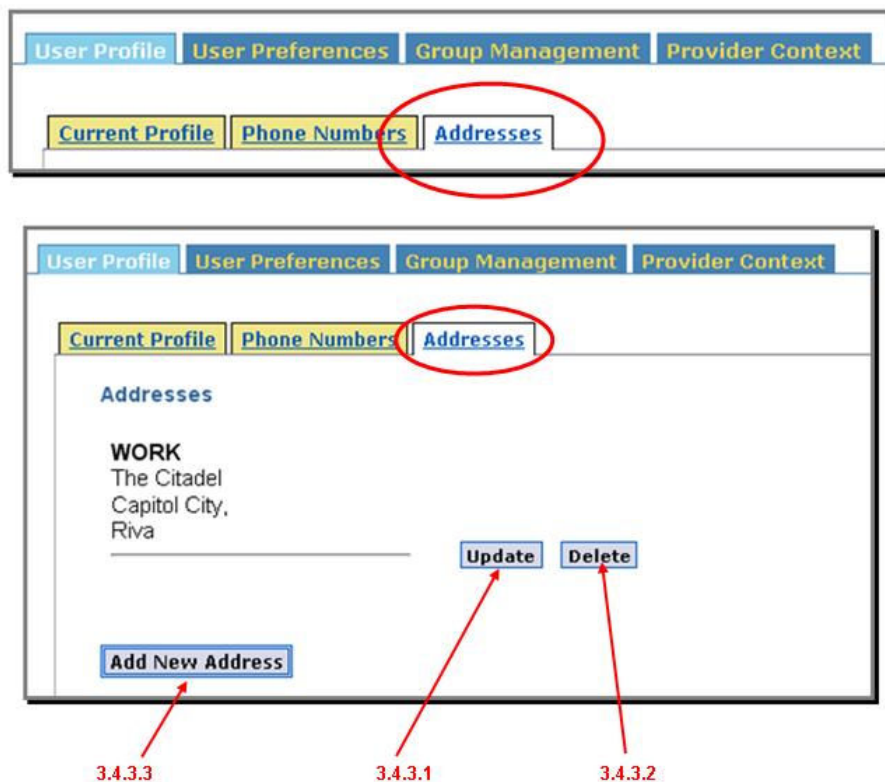 User Profile User Preferences Group Management Provider Context
Current Profile Phone Numbers Addresses
User Profile User Preferences Group Management Provider Context
Current Profile Phone Numbers Addresses
Addresses
WORK
The Citadel
Capitol City,
Riva
Update Delete
Add New Address
3.4.3.3 3.4.3.1 3.4.3.2